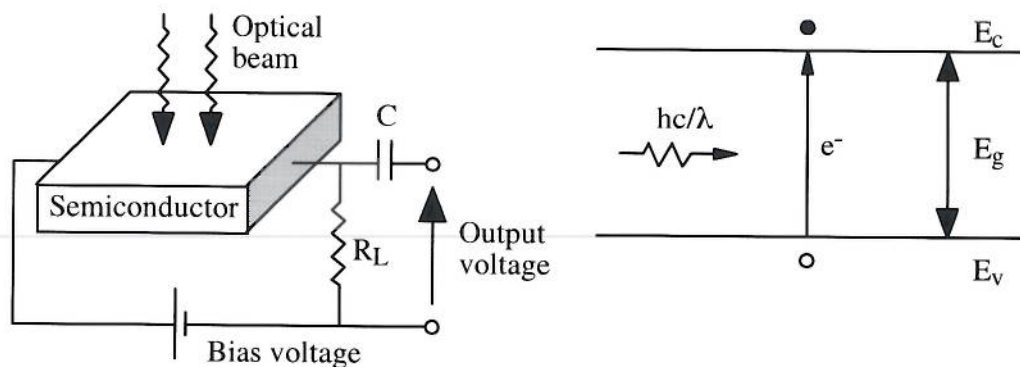 Optical
beam
C
Semiconductor
R_L
Output
voltage
Bias voltage
E_c
hc/λ
e⁻
E_g
E_v